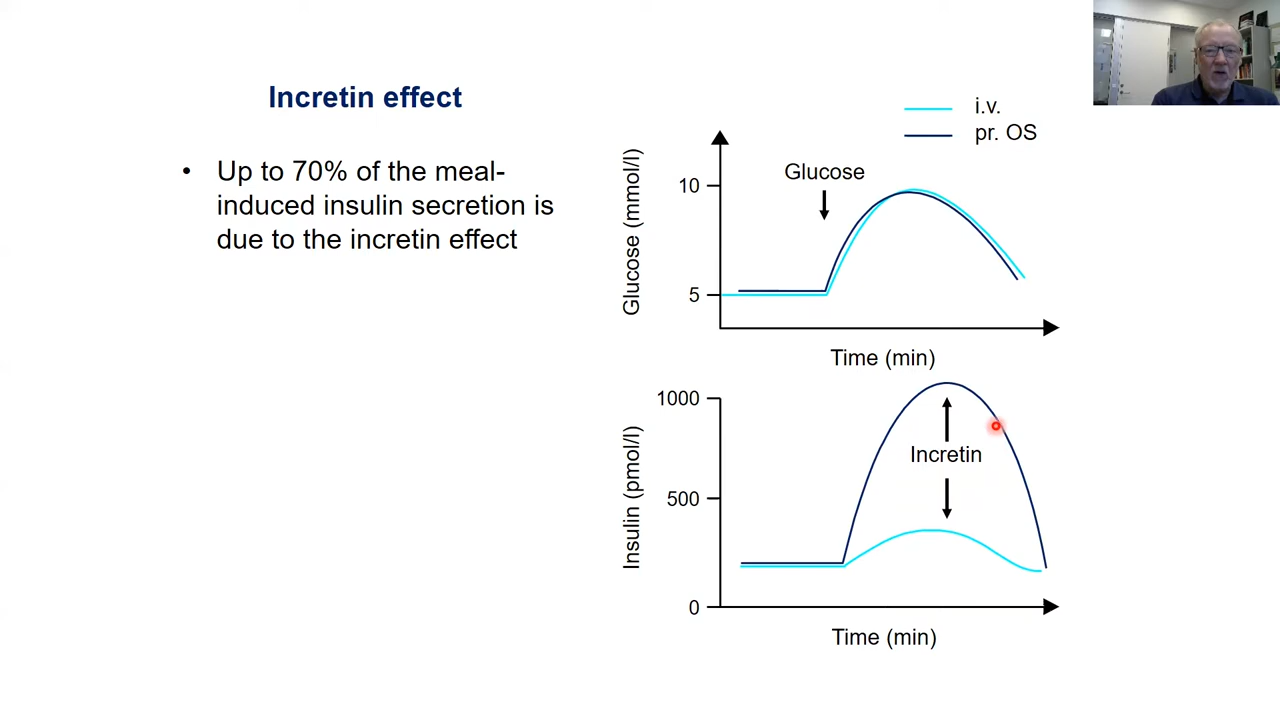 Incretin effect
• Up to 70% of the meal-
induced insulin secretion is
due to the incretin effect
i.v.
pr. OS
Glucose (mmol/l)
10
5
Glucose
Time (min)
Insulin (pmol/l)
1000
500
0
Incretin
Time (min)